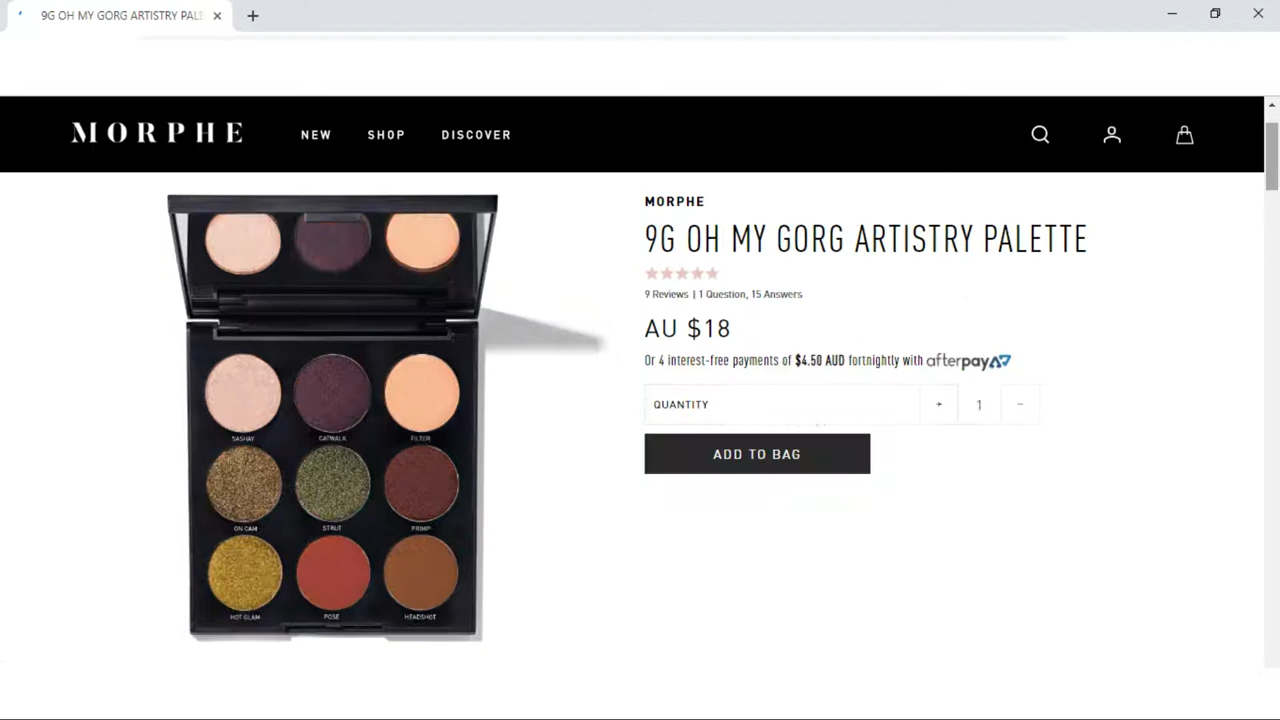 9G OH MY GORG ARTISTRY PALE
MORPHE
NEW SHOP DISCOVER
MORPHE
9G OH MY GORG ARTISTRY PALETTE
9 Reviews | 1 Question, 15 Answers
AU $18
Or 4 interest-free payments of $4.50 AUD fortnightly with afterpay
QUANTITY + 1 -
ADD TO BAG
SASHAY CATWALK FILTER
ON CAM STRUT PRIMP
HOT GLAM POSE HEADSHOT